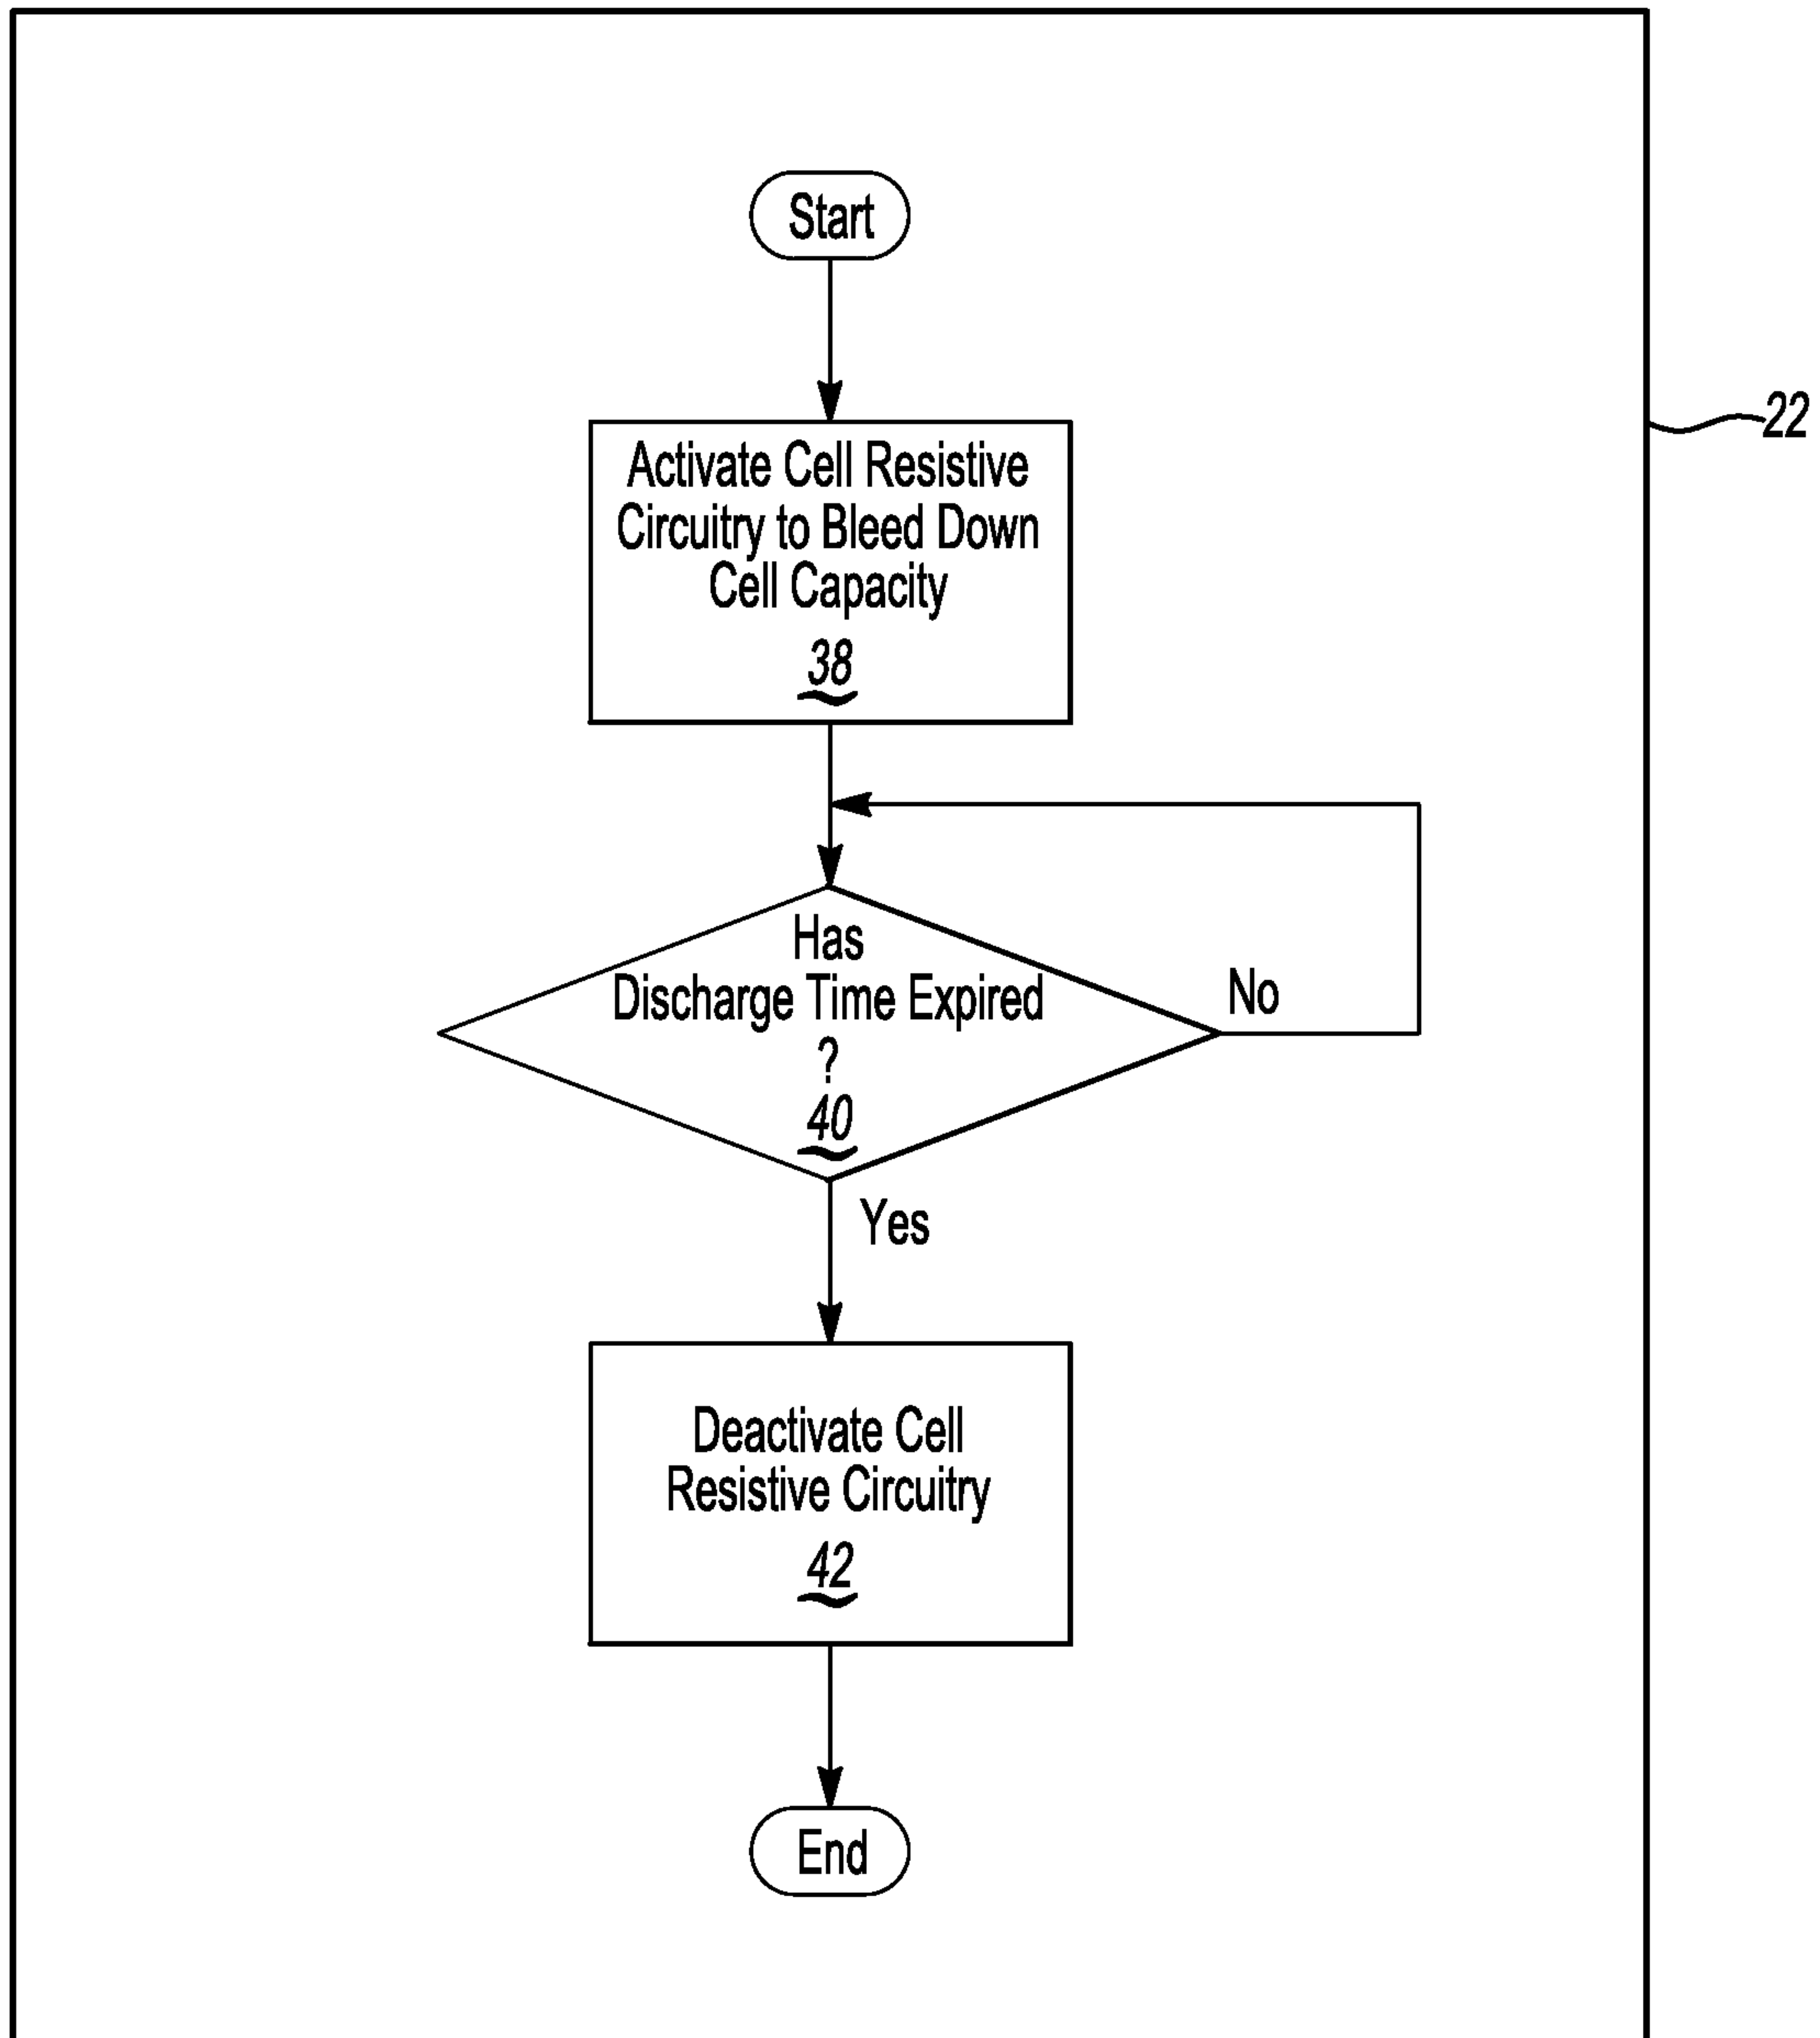 Start
22
Activate Cell Resistive
Circuitry to Bleed Down
Cell Capacity
38
Has
Discharge Time Expired
?
40
No
Yes
Deactivate Cell
Resistive Circuitry
42
End